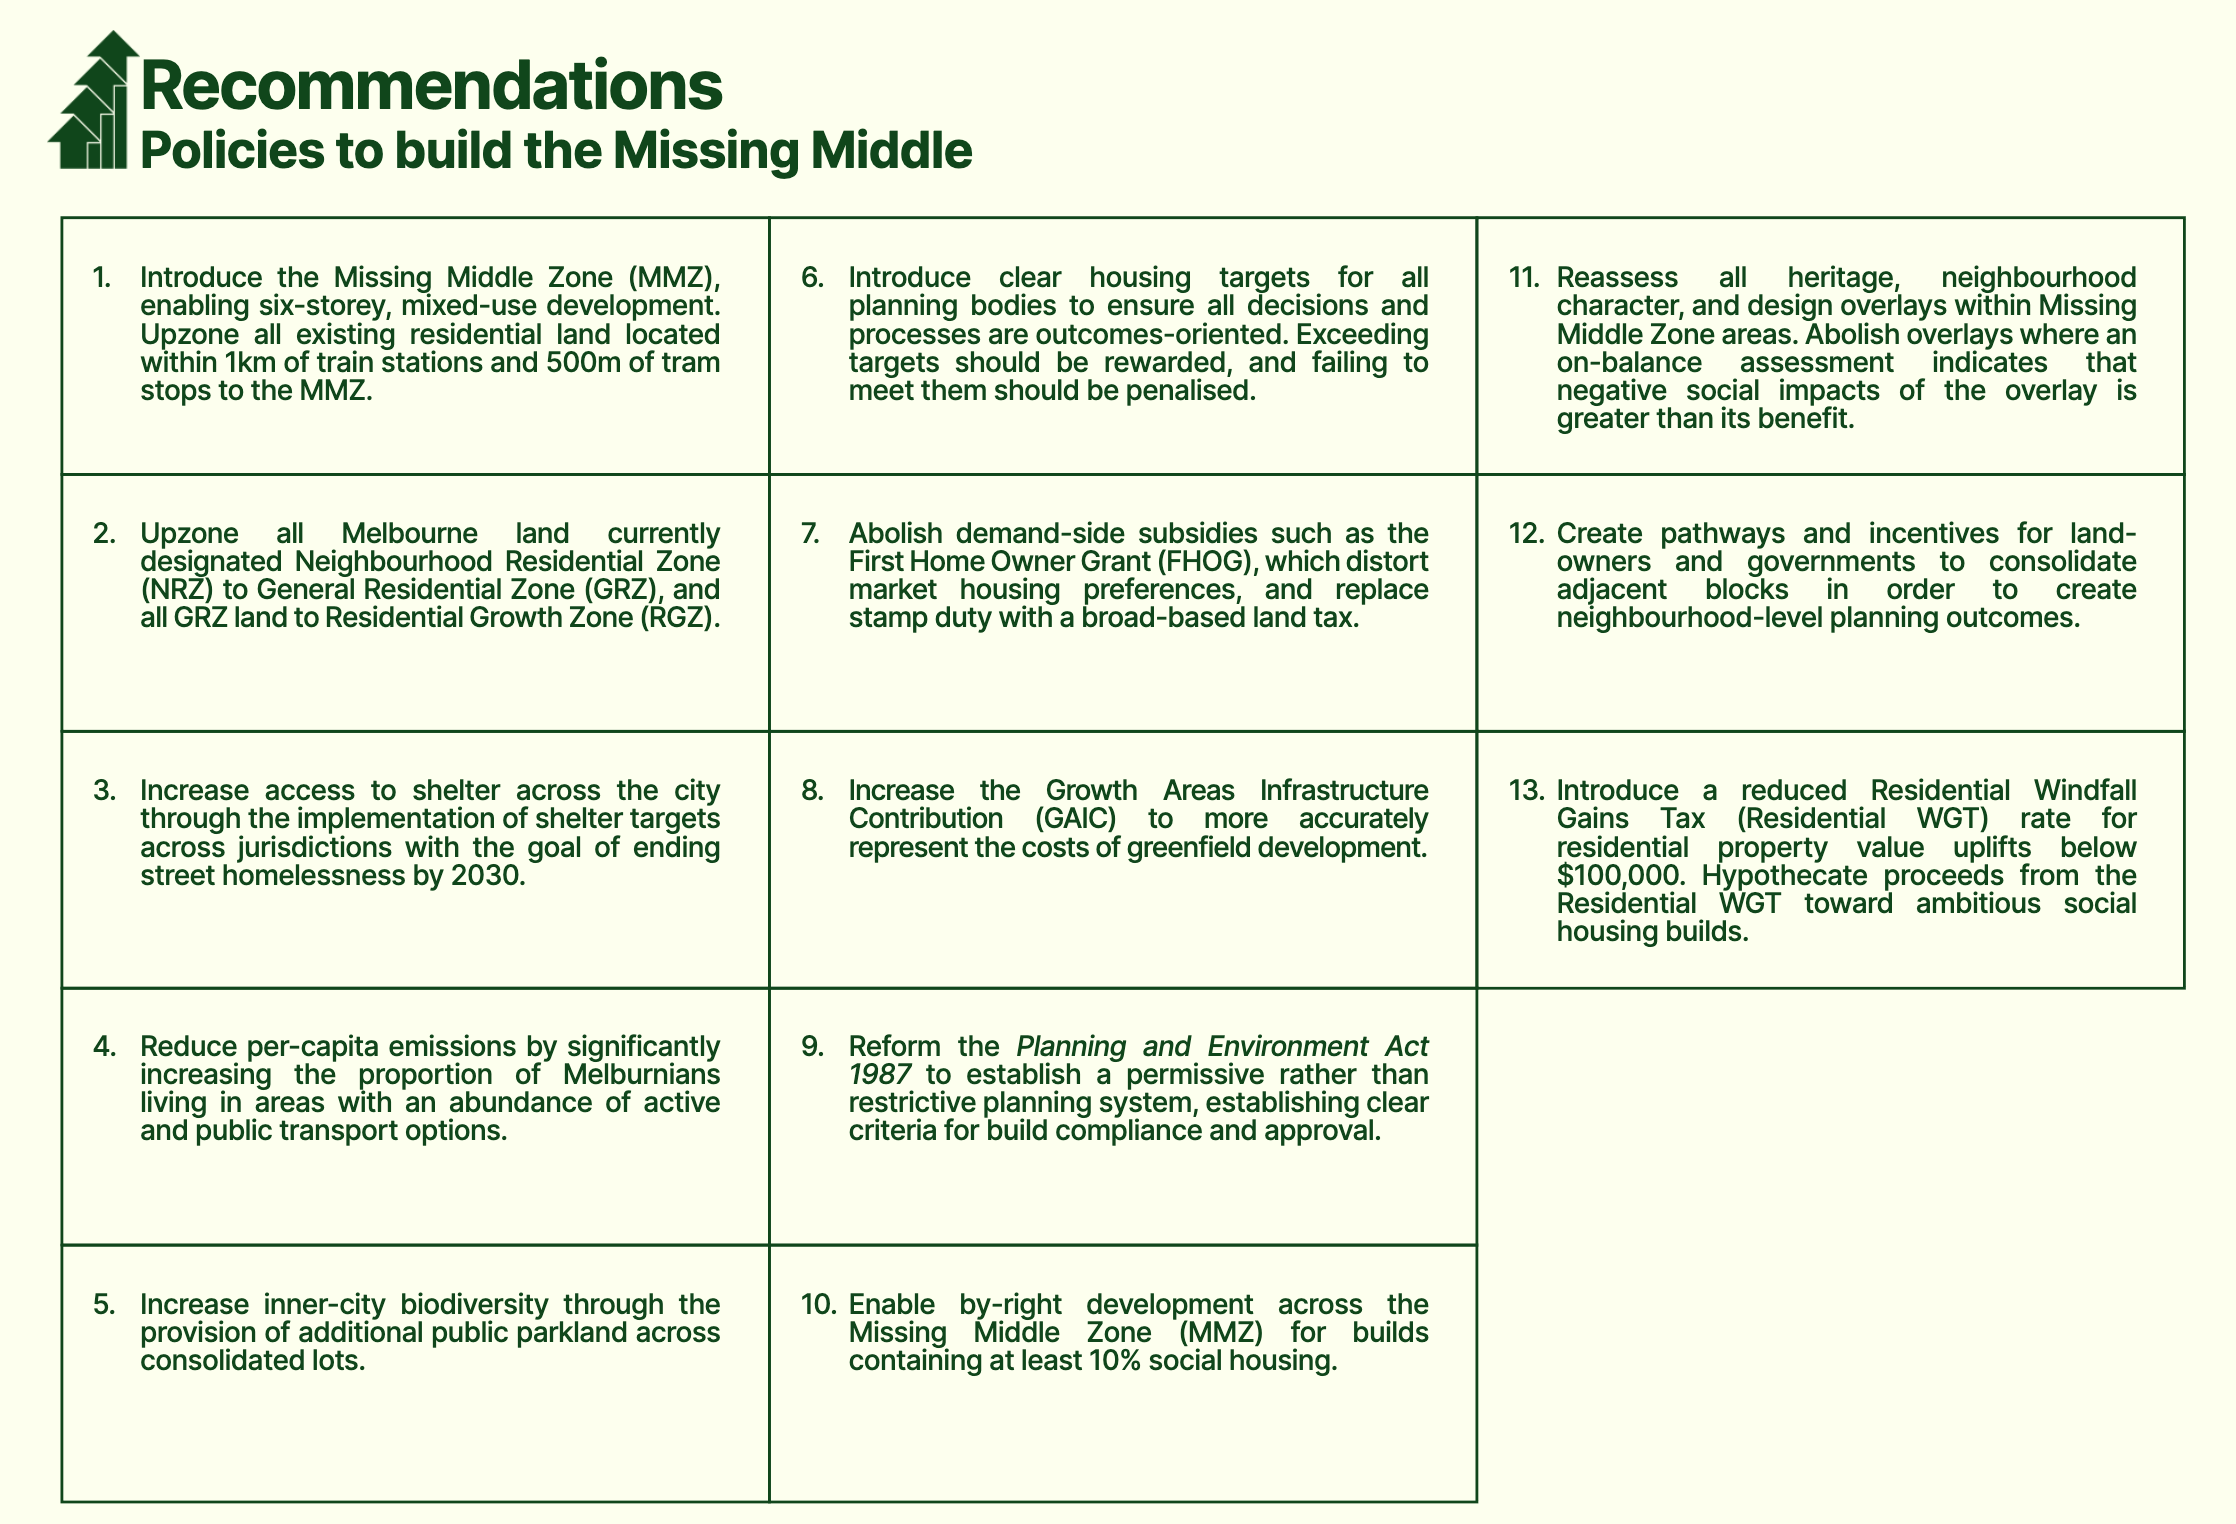 Recommendations
Policies to build the Missing Middle
1. Introduce the Missing Middle Zone (MMZ),
enabling six-storey, mixed-use development.
Upzone all existing residential land located
within 1km of train stations and 500m of tram
stops to the MMZ.
2. Upzone all Melbourne land currently
designated Neighbourhood Residential Zone
(NRZ) to General Residential Zone (GRZ), and
all GRZ land to Residential Growth Zone (RGZ).
3. Increase access to shelter across the city
through the implementation of shelter targets
across jurisdictions with the goal of ending
street homelessness by 2030.
4. Reduce per-capita emissions by significantly
increasing the proportion of Melburnians
living in areas with an abundance of active
and public transport options.
5. Increase inner-city biodiversity through the
provision of additional public parkland across
consolidated lots.
6. Introduce clear housing targets for all
planning bodies to ensure all decisions and
processes are outcomes-oriented. Exceeding
targets should be rewarded, and failing to
meet them should be penalised.
7. Abolish demand-side subsidies such as the
First Home Owner Grant (FHOG), which distort
market housing preferences, and replace
stamp duty with a broad-based land tax.
8. Increase the Growth Areas Infrastructure
Contribution (GAIC) to more accurately
represent the costs of greenfield development.
9. Reform the Planning and Environment Act
1987 to establish a permissive rather than
restrictive planning system, establishing clear
criteria for build compliance and approval.
10. Enable by-right development across the
Missing Middle Zone (MMZ) for builds
containing at least 10% social housing.
11. Reassess all heritage, neighbourhood
character, and design overlays within Missing
Middle Zone areas. Abolish overlays where an
on-balance assessment indicates that
negative social impacts of the overlay is
greater than its benefit.
12. Create pathways and incentives for land-
owners and governments to consolidate
adjacent blocks in order to create
neighbourhood-level planning outcomes.
13. Introduce a reduced Residential Windfall
Gains Tax (Residential WGT) rate for
residential property value uplifts below
$100,000. Hypothecate proceeds from the
Residential WGT toward ambitious social
housing builds.